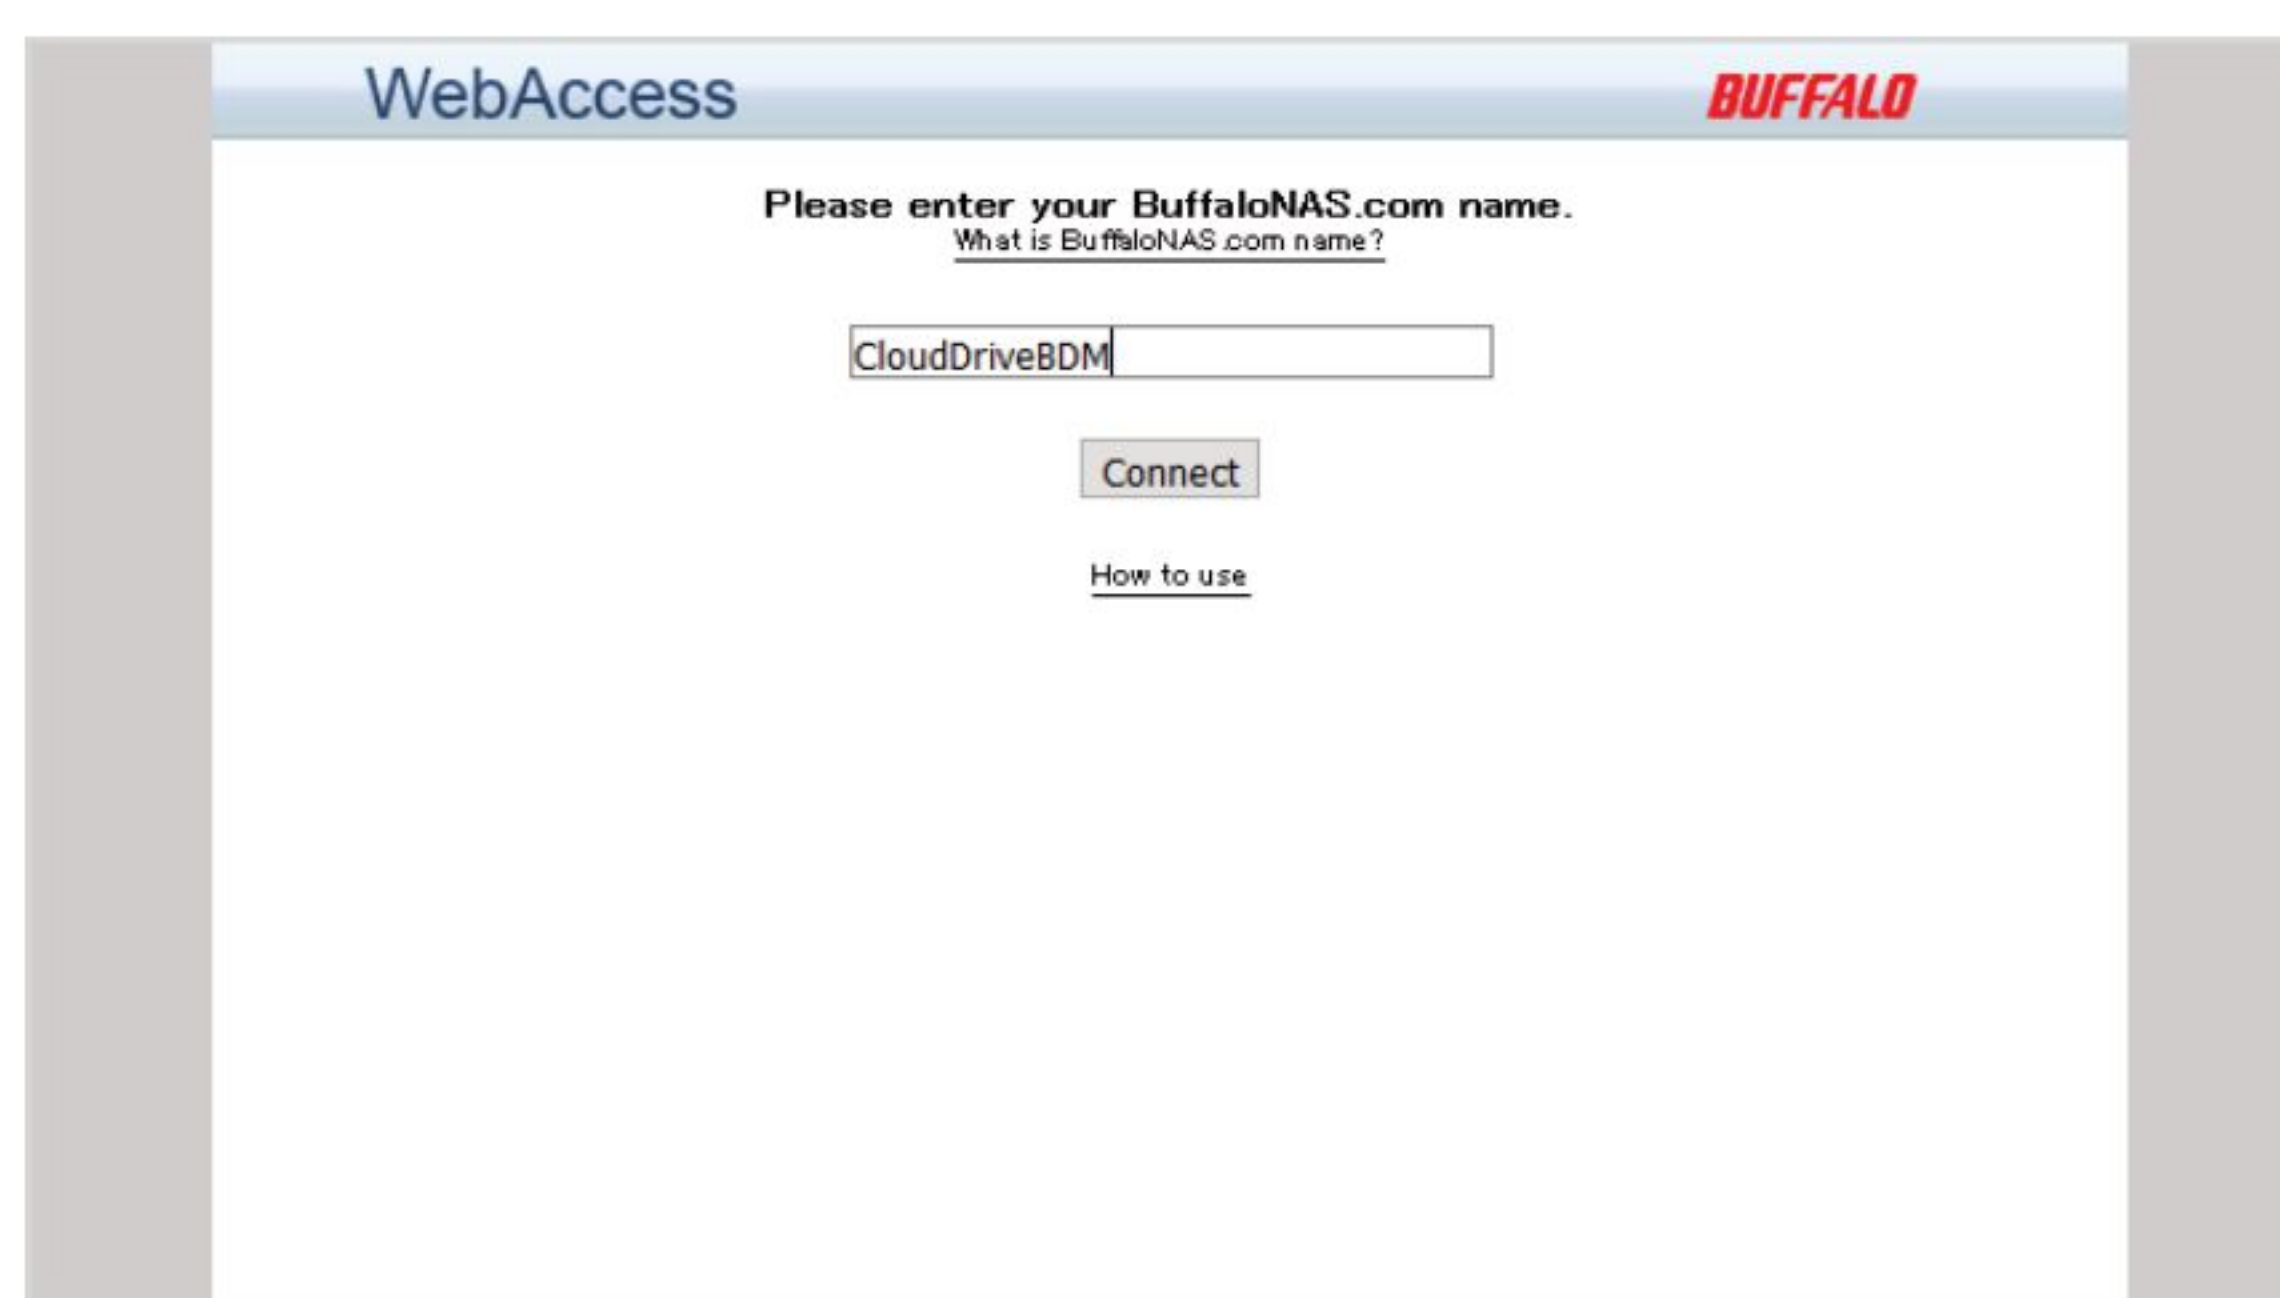 WebAccess
BUFFALO
Please enter your BuffaloNAS.com name.
What is BuffaloNAS.com name?
CloudDriveBDM
Connect
How to use